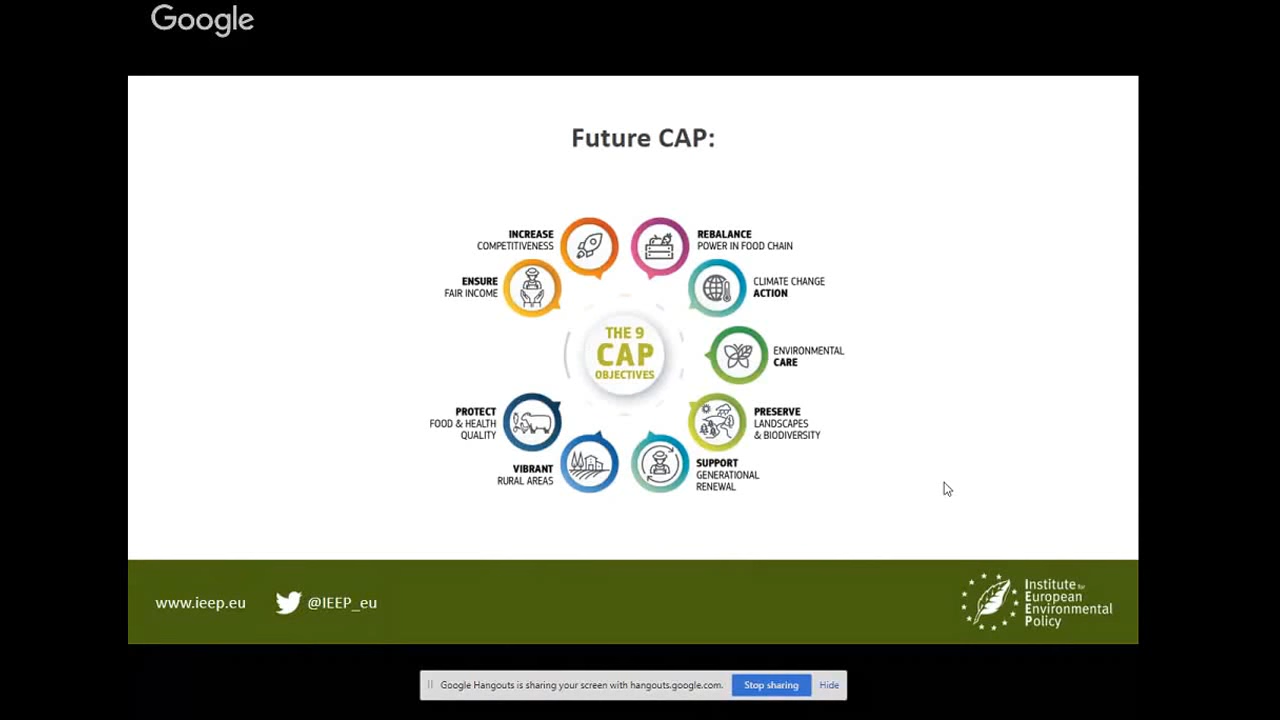 Google
Future CAP:
INCREASE
COMPETITIVENESS
REBALANCE
POWER IN FOOD CHAIN
ENSURE
FAIR INCOME
CLIMATE CHANGE
ACTION
THE 9
CAP
OBJECTIVES
ENVIRONMENTAL
CARE
PROTECT
FOOD & HEALTH
QUALITY
PRESERVE
LANDSCAPES
& BIODIVERSITY
VIBRANT
RURAL AREAS
SUPPORT
GENERATIONAL
RENEWAL
www.ieep.eu
@IEEP_eu
Institute for
European
Environmental
Policy
Google Hangouts is sharing your screen with hangouts.google.com.
Stop sharing
Hide